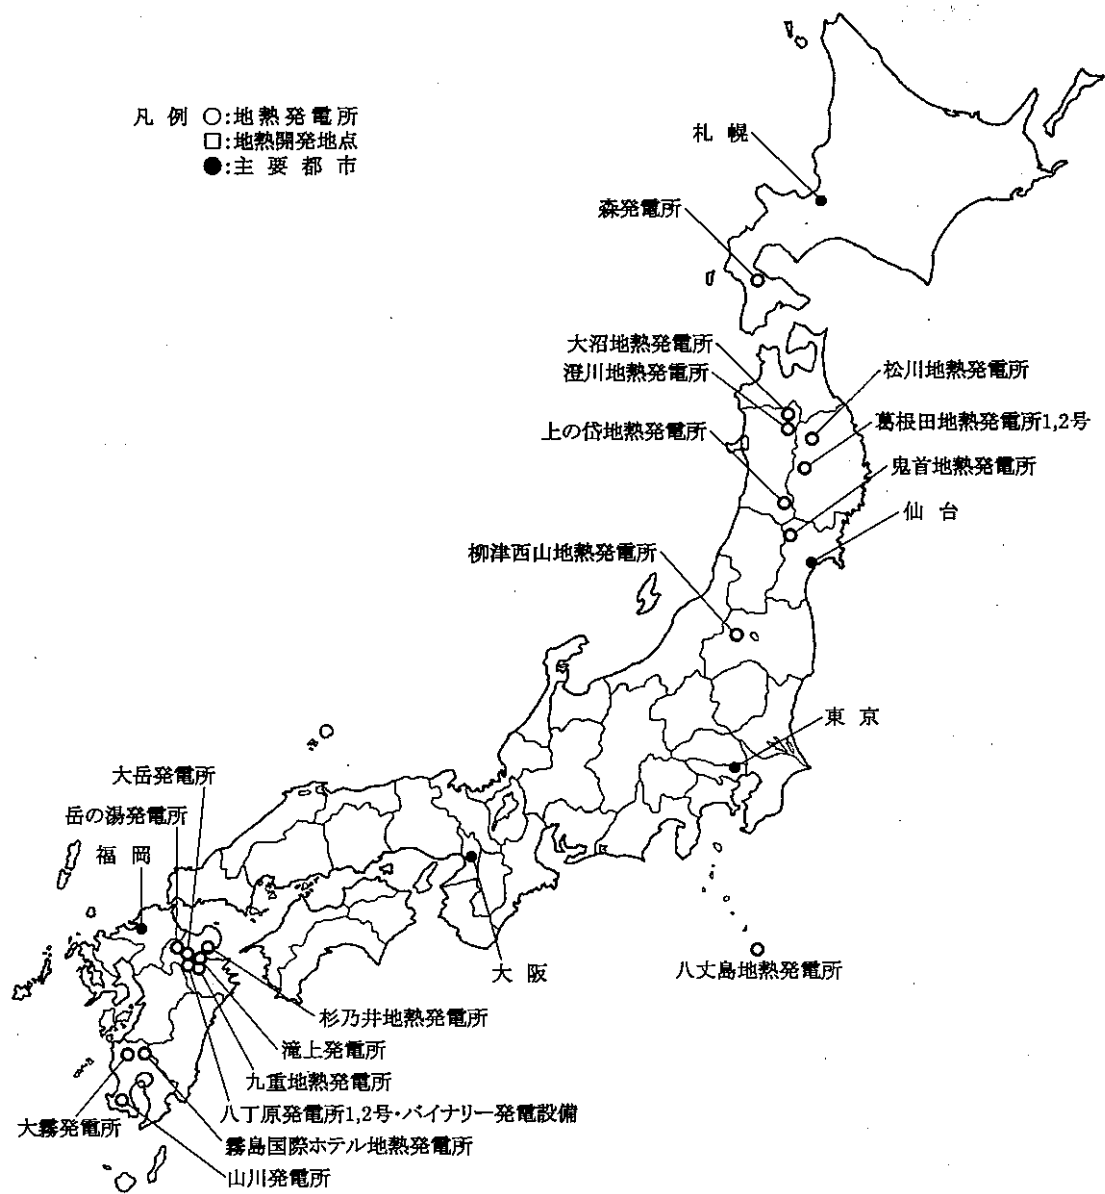 凡例 ○:地熱発電所
□:地熱開発地点
●:主要都市
札幌
森発電所
大沼地熱発電所
澄川地熱発電所
松川地熱発電所
葛根田地熱発電所1,2号
上の岱地熱発電所
鬼首地熱発電所
仙台
柳津西山地熱発電所
東京
大岳発電所
岳の湯発電所
福岡
大阪
八丈島地熱発電所
杉乃井地熱発電所
滝上発電所
九重地熱発電所
八丁原発電所1,2号・バイナリー発電設備
大霧発電所
霧島国際ホテル地熱発電所
山川発電所